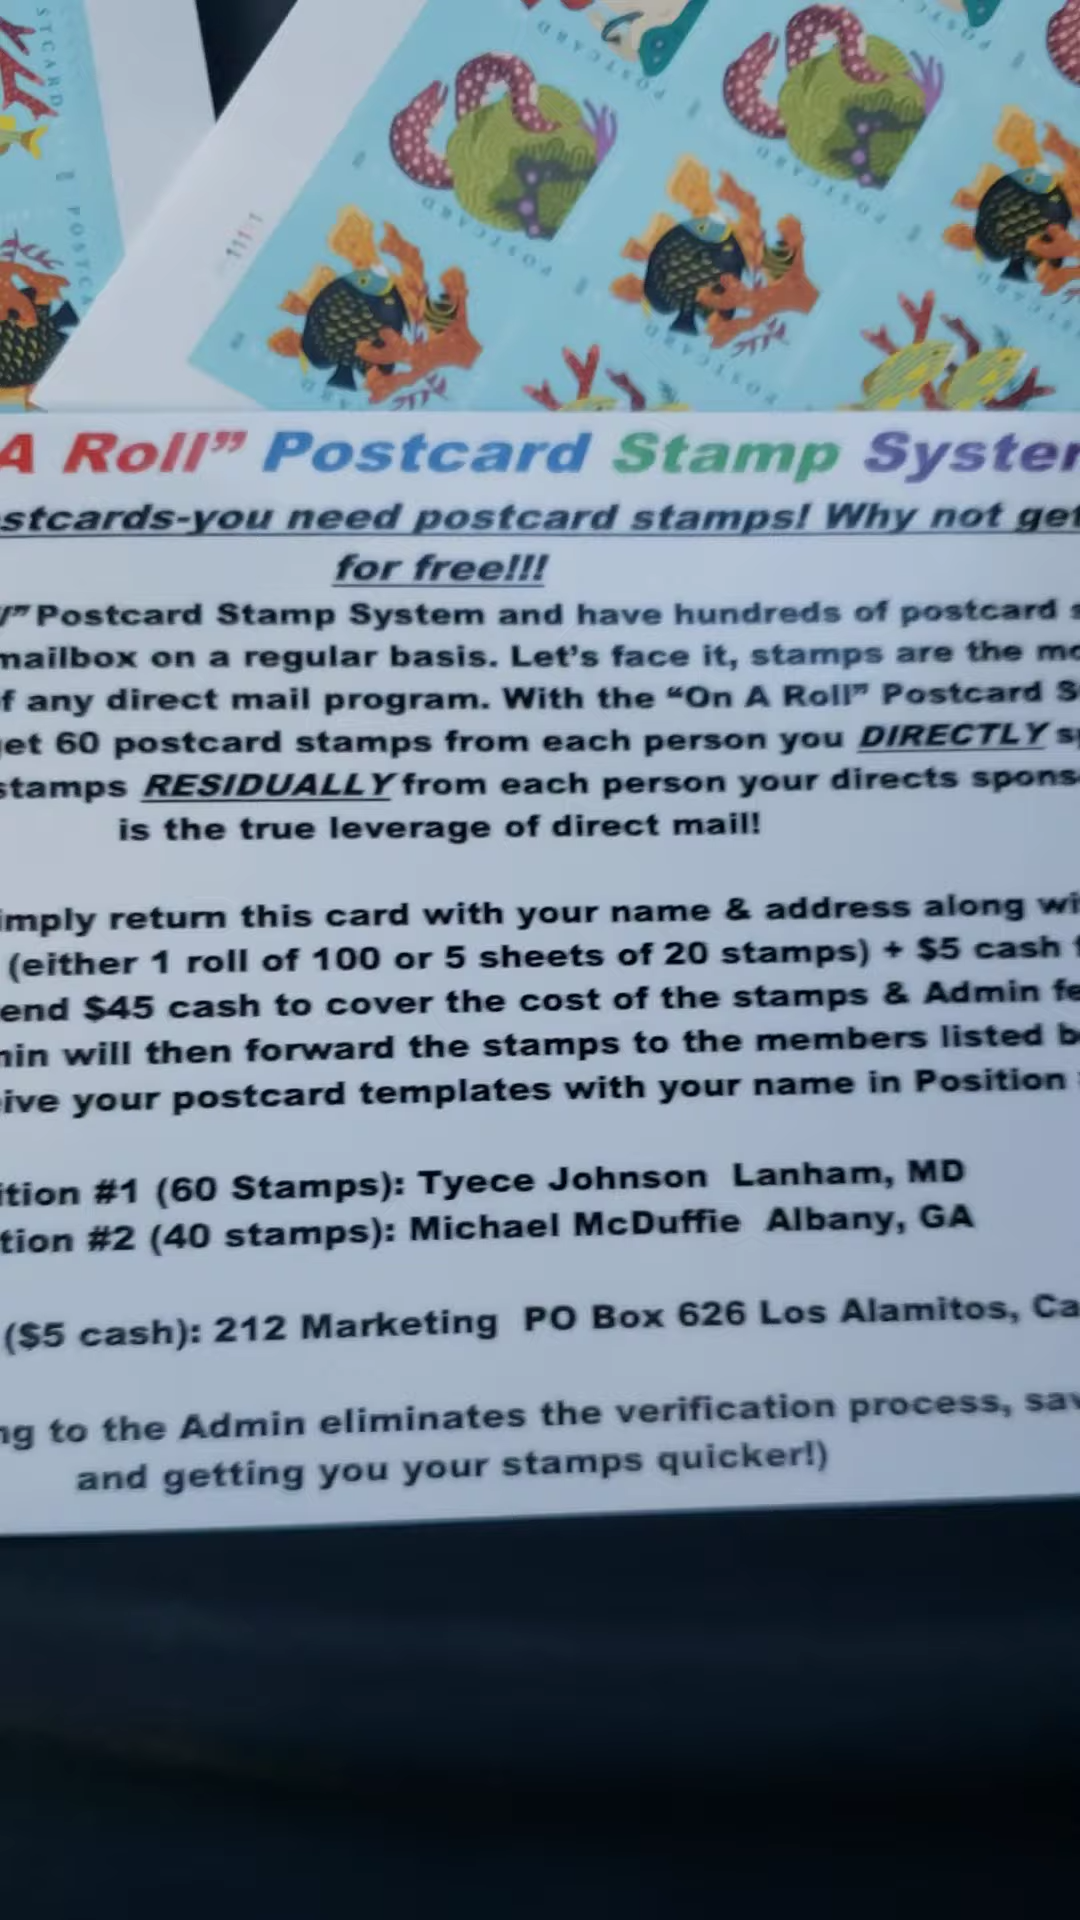 POSTCARD
A Roll” Postcard Stamp System
stcards-you need postcard stamps! Why not get
for free!!!
Postcard Stamp System and have hundreds of postcard s
mailbox on a regular basis. Let’s face it, stamps are the mo
f any direct mail program. With the “On A Roll” Postcard S
et 60 postcard stamps from each person you DIRECTLY sp
stamps RESIDUALLY from each person your directs spons
is the true leverage of direct mail!
imply return this card with your name & address along wi
(either 1 roll of 100 or 5 sheets of 20 stamps) + $5 cash f
end $45 cash to cover the cost of the stamps & Admin fe
min will then forward the stamps to the members listed b
ive your postcard templates with your name in Position
ition #1 (60 Stamps): Tyece Johnson Lanham, MD
tion #2 (40 stamps): Michael McDuffie Albany, GA
($5 cash): 212 Marketing PO Box 626 Los Alamitos, Ca
ng to the Admin eliminates the verification process, sav
and getting you your stamps quicker!)